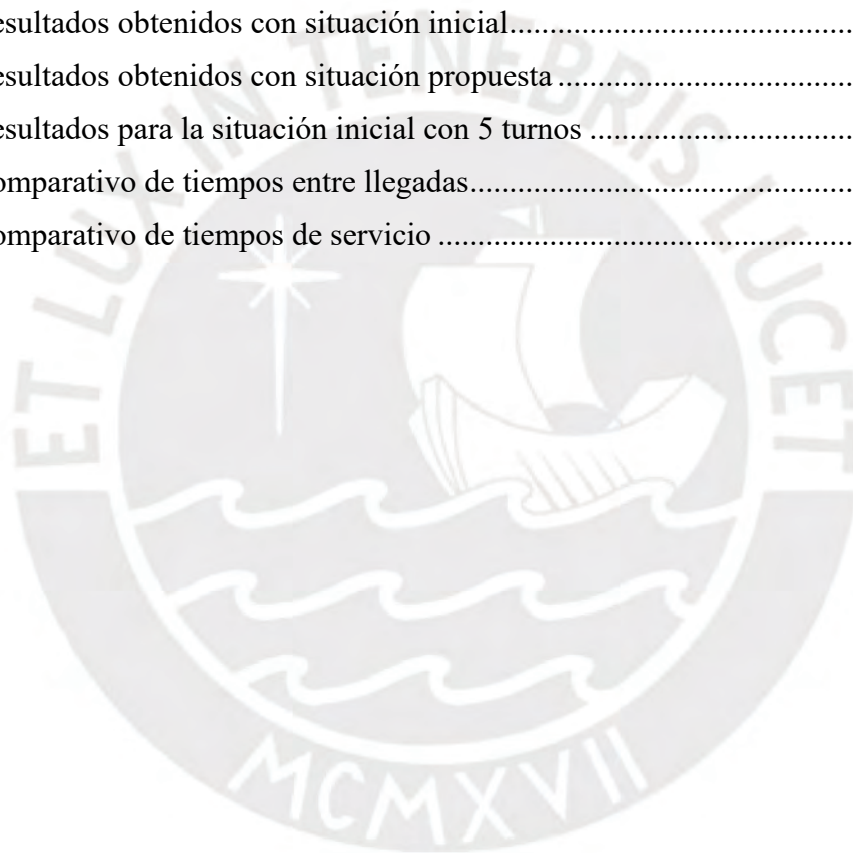 esultados obtenidos con situación inicial....................................
esultados obtenidos con situación propuesta ....................................
esultados para la situación inicial con 5 turnos ....................................
omparativo de tiempos entre llegadas....................................
omparativo de tiempos de servicio ....................................
ET LUX IN TENEBRIS LUCET
MCMXVII